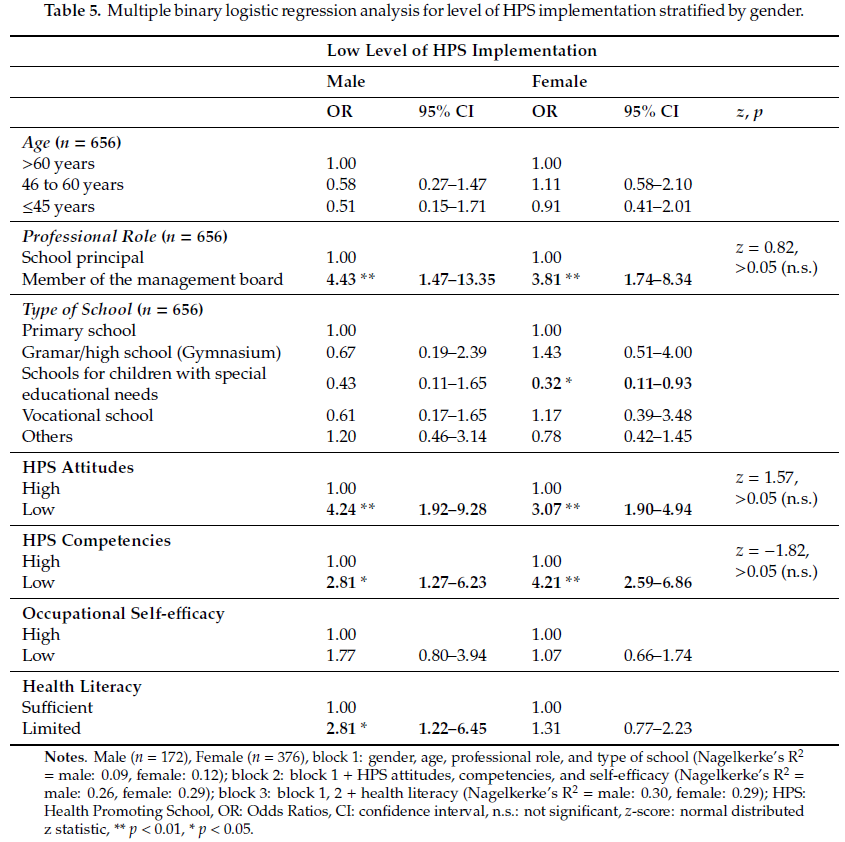 Table 5. Multiple binary logistic regression analysis for level of HPS implementation stratified by gender.
Low Level of HPS Implementation
Male Female
OR 95% CI OR 95% CI z, p
Age (n = 656)
>60 years 1.00 1.00
46 to 60 years 0.58 0.27–1.47 1.11 0.58–2.10
≤45 years 0.51 0.15–1.71 0.91 0.41–2.01
Professional Role (n = 656)
School principal 1.00 1.00
Member of the management board 4.43 ** 1.47–13.35 3.81 ** 1.74–8.34
z = 0.82,
>0.05 (n.s.)
Type of School (n = 656)
Primary school 1.00 1.00
Gramar/high school (Gymnasium) 0.67 0.19–2.39 1.43 0.51–4.00
Schools for children with special
educational needs 0.43 0.11–1.65 0.32 * 0.11–0.93
Vocational school 0.61 0.17–1.65 1.17 0.39–3.48
Others 1.20 0.46–3.14 0.78 0.42–1.45
HPS Attitudes
High 1.00 1.00
Low 4.24 ** 1.92–9.28 3.07 ** 1.90–4.94
z = 1.57,
>0.05 (n.s.)
HPS Competencies
High 1.00 1.00
Low 2.81 * 1.27–6.23 4.21 ** 2.59–6.86
z = −1.82,
>0.05 (n.s.)
Occupational Self-efficacy
High 1.00 1.00
Low 1.77 0.80–3.94 1.07 0.66–1.74
Health Literacy
Sufficient 1.00 1.00
Limited 2.81 * 1.22–6.45 1.31 0.77–2.23
Notes. Male (n = 172), Female (n = 376), block 1: gender, age, professional role, and type of school (Nagelkerke's R2
= male: 0.09, female: 0.12); block 2: block 1 + HPS attitudes, competencies, and self-efficacy (Nagelkerke's R2 =
male: 0.26, female: 0.29); block 3: block 1, 2 + health literacy (Nagelkerke's R2 = male: 0.30, female: 0.29); HPS:
Health Promoting School, OR: Odds Ratios, CI: confidence interval, n.s.: not significant, z-score: normal distributed
z statistic, ** p < 0.01, * p < 0.05.